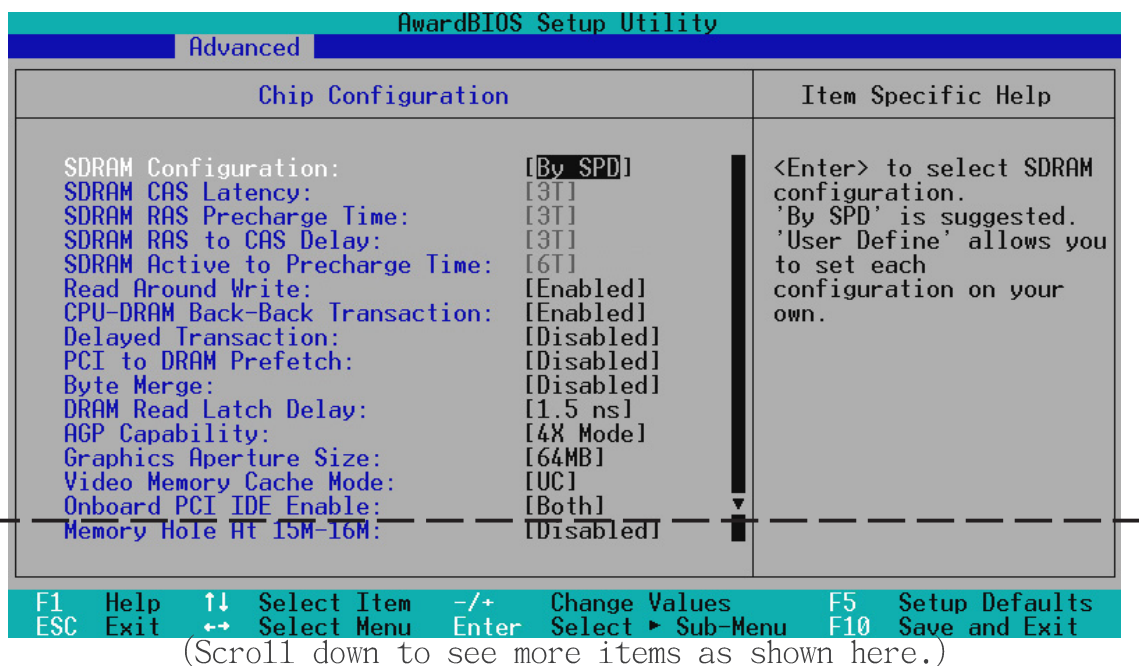 AwardBIOS Setup Utility
Advanced
Chip Configuration
Item Specific Help
SDRAM Configuration: [By SPD]
SDRAM CAS Latency: [3T]
SDRAM RAS Precharge Time: [3T]
SDRAM RAS to CAS Delay: [3T]
SDRAM Active to Precharge Time: [6T]
Read Around Write: [Enabled]
CPU-DRAM Back-Back Transaction: [Enabled]
Delayed Transaction: [Disabled]
PCI to DRAM Prefetch: [Disabled]
Byte Merge: [Disabled]
DRAM Read Latch Delay: [1.5 ns]
AGP Capability: [4X Mode]
Graphics Aperture Size: [64MB]
Video Memory Cache Mode: [UC]
Onboard PCI IDE Enable: [Both]
Memory Hole At 15M-16M: [Disabled]
<Enter> to select SDRAM
configuration.
'By SPD' is suggested.
'User Define' allows you
to set each
configuration on your
own.
F1 Help ↑↓ Select Item -/+ Change Values F5 Setup Defaults
ESC Exit ↔ Select Menu Enter Select ► Sub-Menu F10 Save and Exit
(Scroll down to see more items as shown here.)